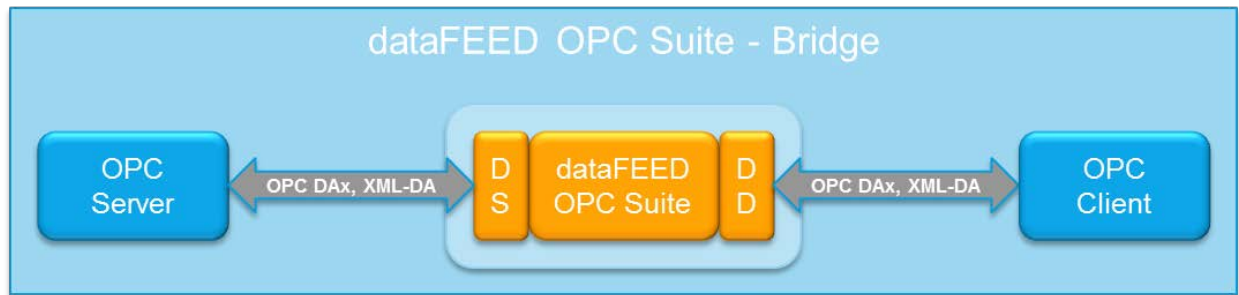 dataFEED OPC Suite - Bridge
OPC
Server
OPC DAx, XML-DA
D
S
dataFEED
OPC Suite
D
D
OPC DAx, XML-DA
OPC
Client